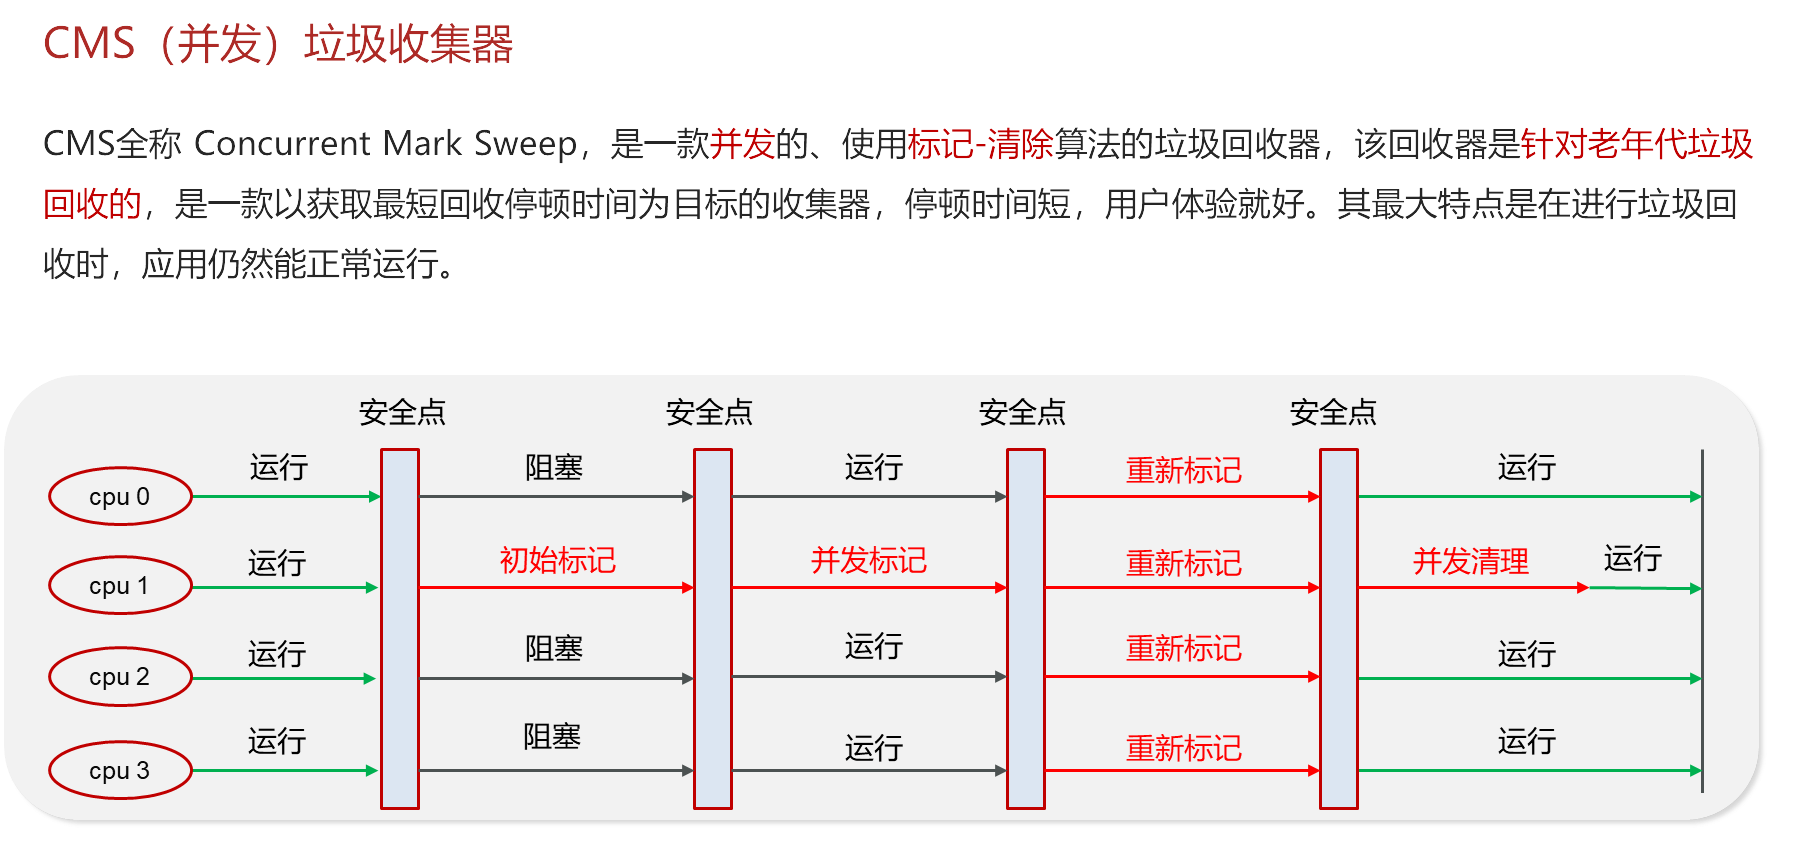 CMS（并发）垃圾收集器
CMS全称 Concurrent Mark Sweep，是一款并发的、使用标记-清除算法的垃圾回收器，该回收器是针对老年代垃圾
回收的，是一款以获取最短回收停顿时间为目标的收集器，停顿时间短，用户体验就好。其最大特点是在进行垃圾回
收时，应用仍然能正常运行。
安全点 安全点 安全点 安全点
cpu 0 运行 阻塞 运行 重新标记 运行
cpu 1 运行 初始标记 并发标记 重新标记 并发清理 运行
cpu 2 运行 阻塞 运行 重新标记 运行
cpu 3 运行 阻塞 运行 重新标记 运行